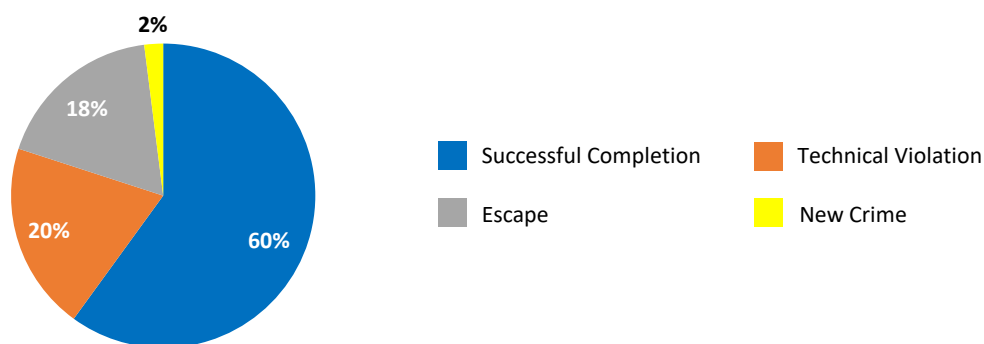 2%
18%
20%
60%
Successful Completion
Technical Violation
Escape
New Crime